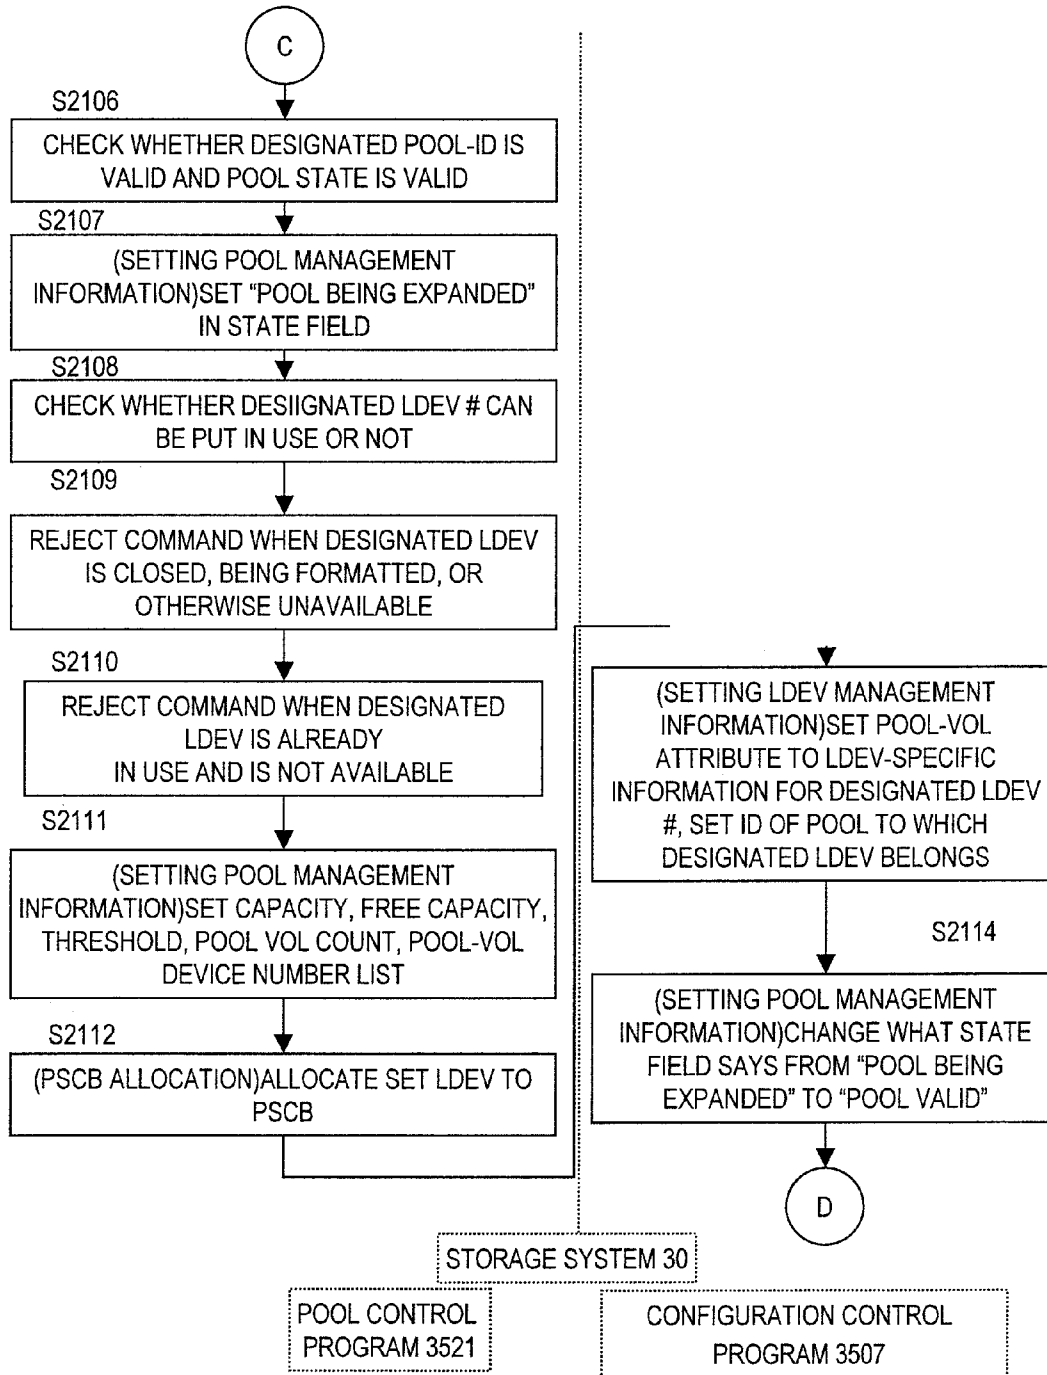 C
S2106
CHECK WHETHER DESIGNATED POOL-ID IS
VALID AND POOL STATE IS VALID
S2107
(SETTING POOL MANAGEMENT
INFORMATION)SET “POOL BEING EXPANDED”
IN STATE FIELD
S2108
CHECK WHETHER DESIIGNATED LDEV # CAN
BE PUT IN USE OR NOT
S2109
REJECT COMMAND WHEN DESIGNATED LDEV
IS CLOSED, BEING FORMATTED, OR
OTHERWISE UNAVAILABLE
S2110
REJECT COMMAND WHEN DESIGNATED
LDEV IS ALREADY
IN USE AND IS NOT AVAILABLE
S2111
(SETTING POOL MANAGEMENT
INFORMATION)SET CAPACITY, FREE CAPACITY,
THRESHOLD, POOL VOL COUNT, POOL-VOL
DEVICE NUMBER LIST
S2112
(PSCB ALLOCATION)ALLOCATE SET LDEV TO
PSCB
(SETTING LDEV MANAGEMENT
INFORMATION)SET POOL-VOL
ATTRIBUTE TO LDEV-SPECIFIC
INFORMATION FOR DESIGNATED LDEV
#, SET ID OF POOL TO WHICH
DESIGNATED LDEV BELONGS
S2114
(SETTING POOL MANAGEMENT
INFORMATION)CHANGE WHAT STATE
FIELD SAYS FROM “POOL BEING
EXPANDED” TO “POOL VALID”
D
STORAGE SYSTEM 30
POOL CONTROL
PROGRAM 3521
CONFIGURATION CONTROL
PROGRAM 3507